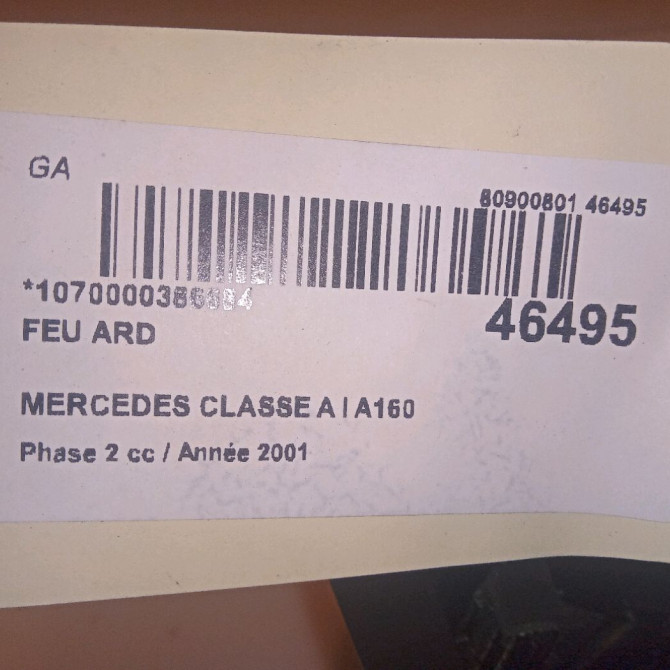 GA
80900801 46495
46495
FEU ARD
MERCEDES CLASSE A I A160
Phase 2 cc / Année 2001